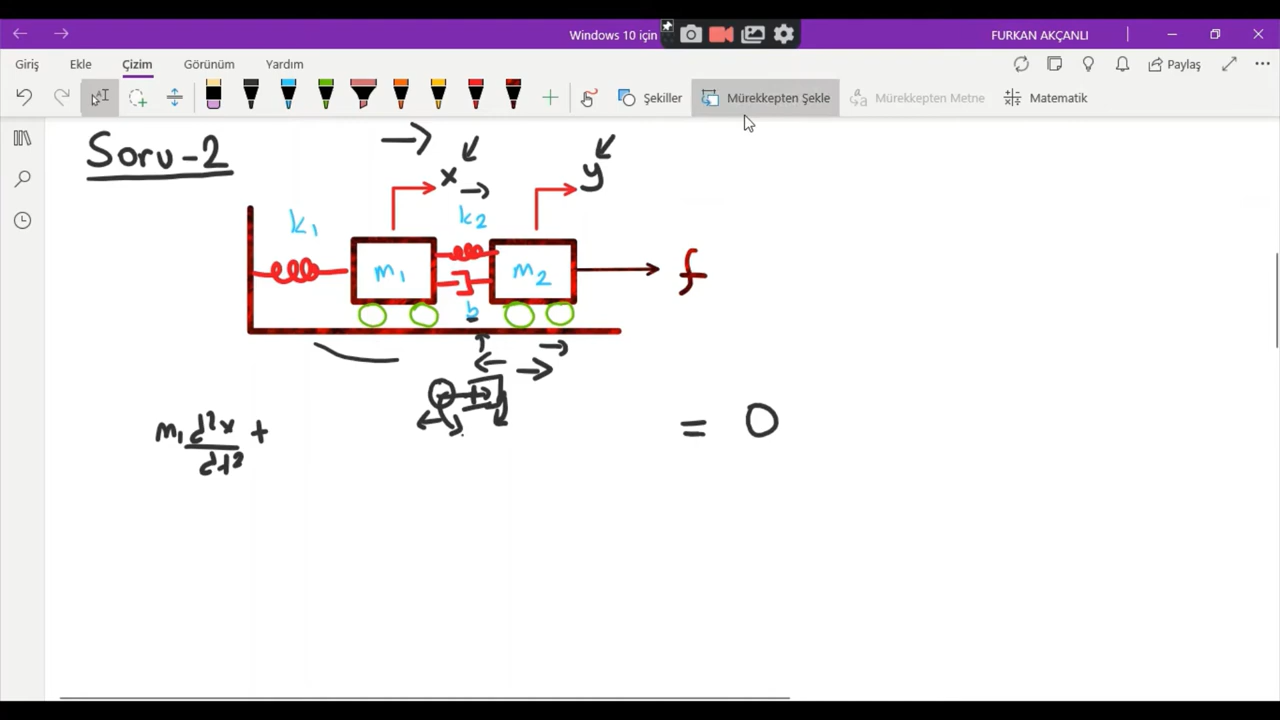 Windows 10 için
FURKAN AKÇANLI
Giriş Ekle Çizim Görünüm Yardım
Paylaş
Şekiller Mürekkepten Şekle Mürekkepten Metne Matematik
Soru-2
x y
k1 k2
m1 m2 f
b
m1 d²x/dt² + = 0